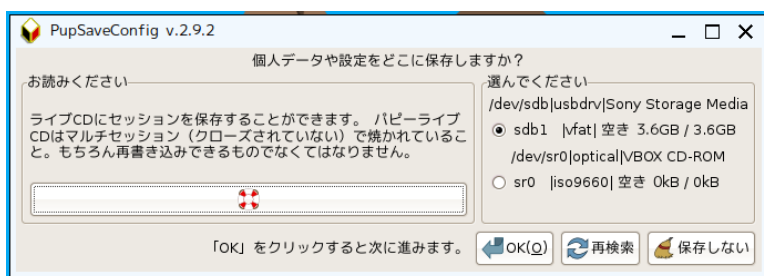 PupSaveConfig v.2.9.2
個人データや設定をどこに保存しますか？
お読みください
ライブCDにセッションを保存することができます。 パピーライブ
CDはマルチセッション（クローズされていない）で焼かれているこ
と。もちろん再書き込みできるものでなくてはなりません。
選んでください
/dev/sdb|usbdrv|Sony Storage Media
sdb1 |vfat| 空き 3.6GB / 3.6GB
/dev/sr0|optical|VBOX CD-ROM
sr0 |iso9660| 空き 0kB / 0kB
「OK」をクリックすると次に進みます。
OK(O)
再検索
保存しない